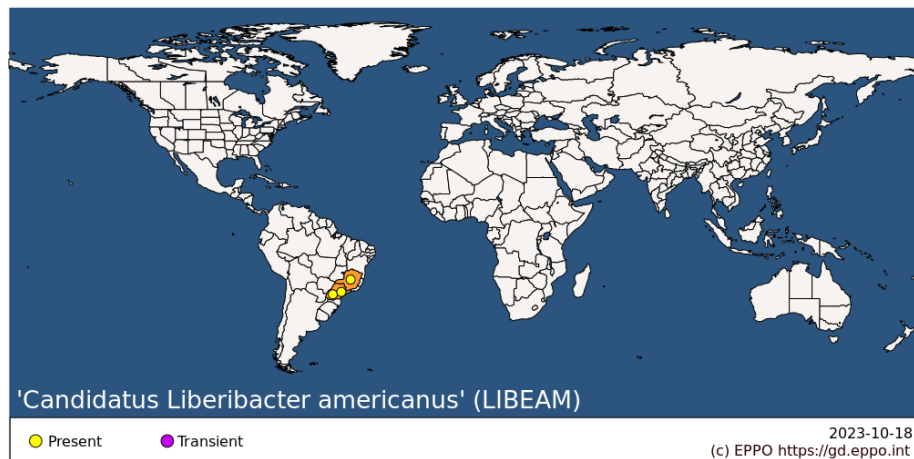 'Candidatus Liberibacter americanus' (LIBEAM)
Present
Transient
2023-10-18
(c) EPPO https://gd.eppo.int